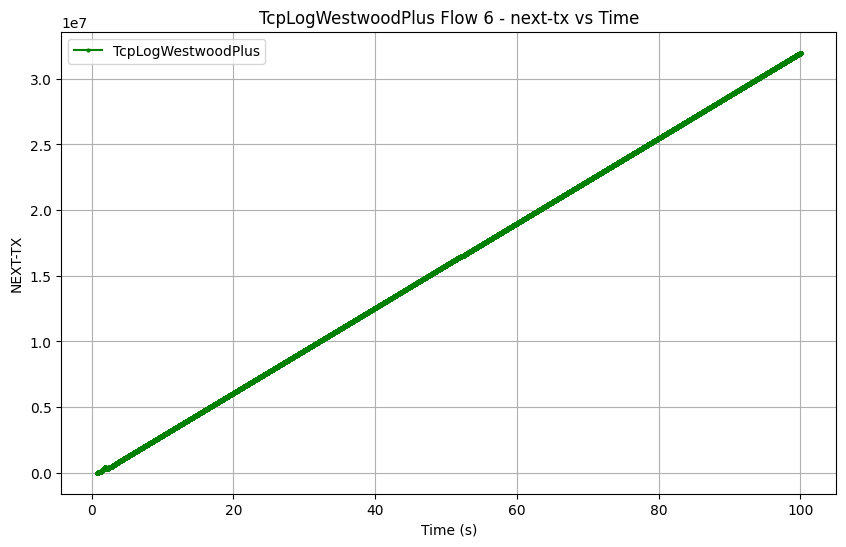 TcpLogWestwoodPlus Flow 6 - next-tx vs Time
1e7
TcpLogWestwoodPlus
3.0
2.5
2.0
1.5
1.0
0.5
0.0
NEXT-TX
0 20 40 60 80 100
Time (s)